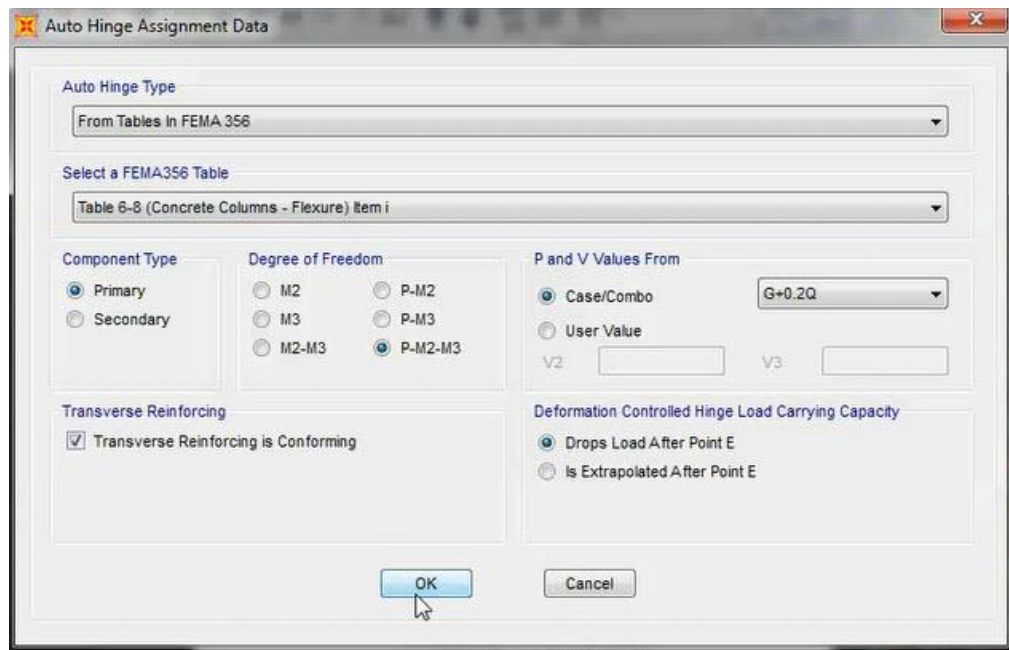 Auto Hinge Assignment Data
Auto Hinge Type
From Tables In FEMA 356
Select a FEMA356 Table
Table 6-8 (Concrete Columns - Flexure) Item i
Component Type
Primary
Secondary
Degree of Freedom
M2
P-M2
M3
P-M3
M2-M3
P-M2-M3
P and V Values From
Case/Combo
G+0.2Q
User Value
V2
V3
Transverse Reinforcing
Transverse Reinforcing is Conforming
Deformation Controlled Hinge Load Carrying Capacity
Drops Load After Point E
Is Extrapolated After Point E
OK
Cancel